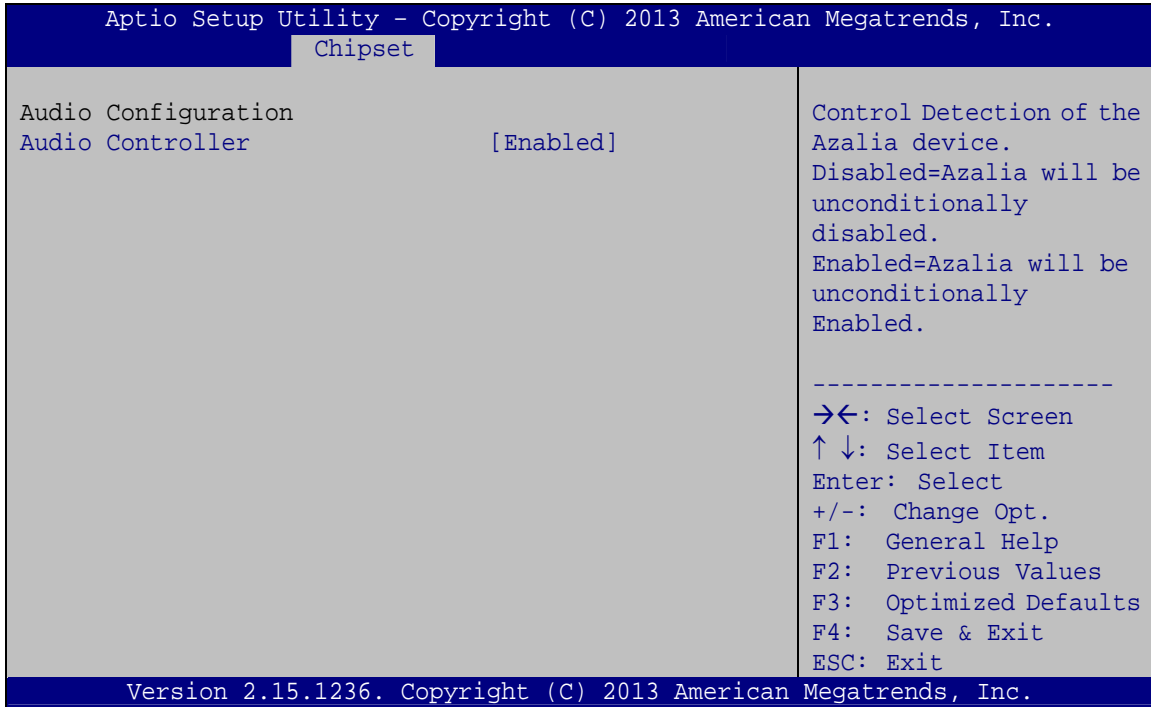 Aptio Setup Utility – Copyright (C) 2013 American Megatrends, Inc.
Chipset
Audio Configuration
Audio Controller [Enabled]
Control Detection of the
Azalia device.
Disabled=Azalia will be
unconditionally
disabled.
Enabled=Azalia will be
unconditionally
Enabled.
---------------------
→←: Select Screen
↑ ↓: Select Item
Enter: Select
+/-: Change Opt.
F1: General Help
F2: Previous Values
F3: Optimized Defaults
F4: Save & Exit
ESC: Exit
Version 2.15.1236. Copyright (C) 2013 American Megatrends, Inc.